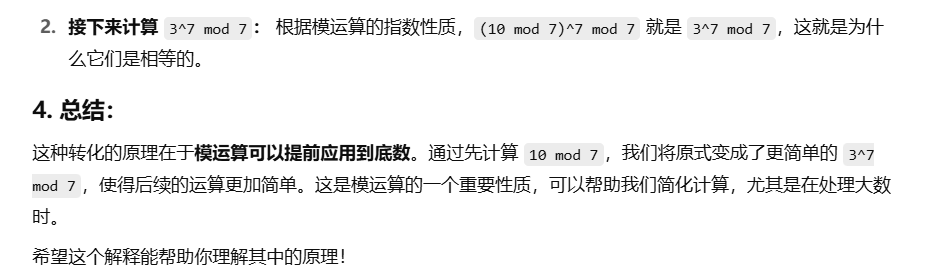 2. 接下来计算 3^7 mod 7： 根据模运算的指数性质，(10 mod 7)^7 mod 7 就是 3^7 mod 7，这就是为什
么它们是相等的。
4. 总结：
这种转化的原理在于模运算可以提前应用到底数。通过先计算 10 mod 7，我们将原式变成了更简单的 3^7
mod 7，使得后续的运算更加简单。这是模运算的一个重要性质，可以帮助我们简化计算，尤其是在处理大数
时。
希望这个解释能帮助你理解其中的原理！